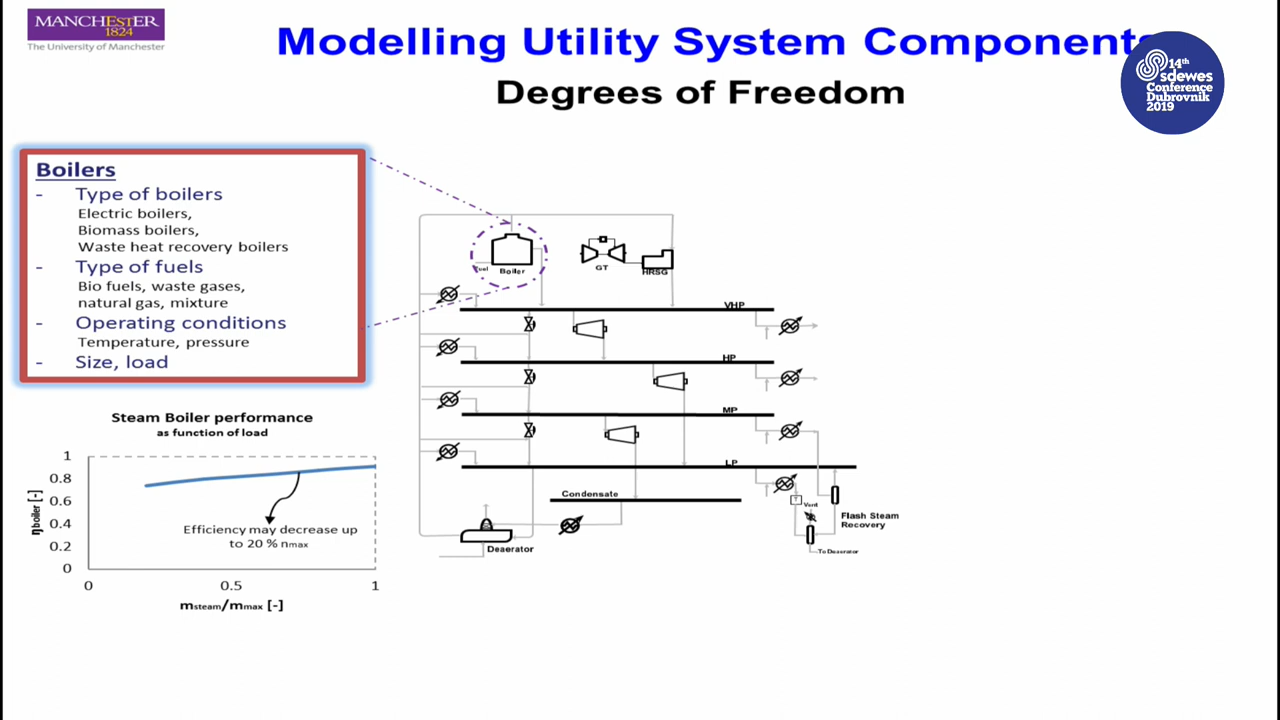 MANCHESTER
1824
The University of Manchester
Modelling Utility System Components
Degrees of Freedom
14th
sdewes
Conference
Dubrovnik
2019
Boilers
- Type of boilers
Electric boilers,
Biomass boilers,
Waste heat recovery boilers
- Type of fuels
Bio fuels, waste gases,
natural gas, mixture
- Operating conditions
Temperature, pressure
- Size, load
Steam Boiler performance
as function of load
1
0.8
0.6
0.4
0.2
0
ηboiler [-]
Efficiency may decrease up
to 20 % nmax
0
0.5
1
msteam/mmax [-]
Fuel
Boiler
GT
HRSG
VHP
HP
MP
LP
Condensate
Deaerator
T
Vent
Flash Steam
Recovery
To Deaerator